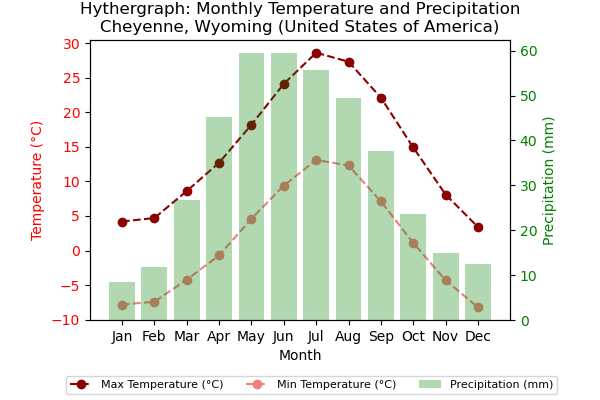 Hythergraph: Monthly Temperature and Precipitation
Cheyenne, Wyoming (United States of America)
30
25
20
15
10
5
0
−5
−10
Temperature (°C)
60
50
40
30
20
10
0
Precipitation (mm)
Jan Feb Mar Apr May Jun Jul Aug Sep Oct Nov Dec
Month
Max Temperature (°C) Min Temperature (°C) Precipitation (mm)